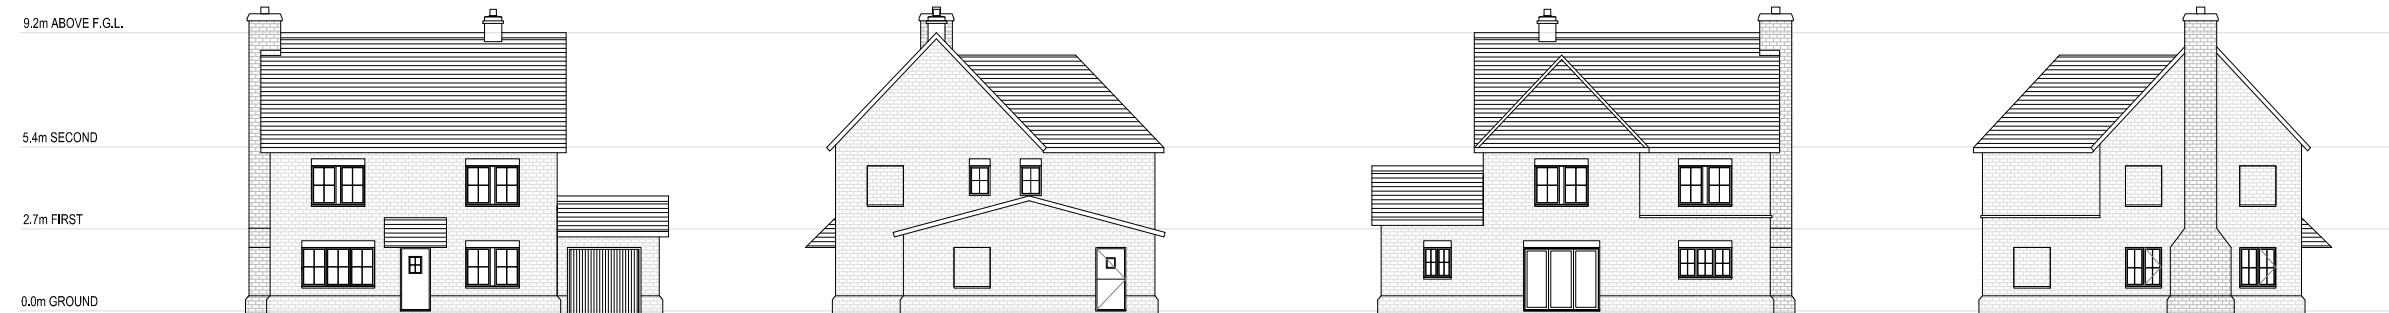 9.2m ABOVE F.G.L.
5.4m SECOND
2.7m FIRST
0.0m GROUND